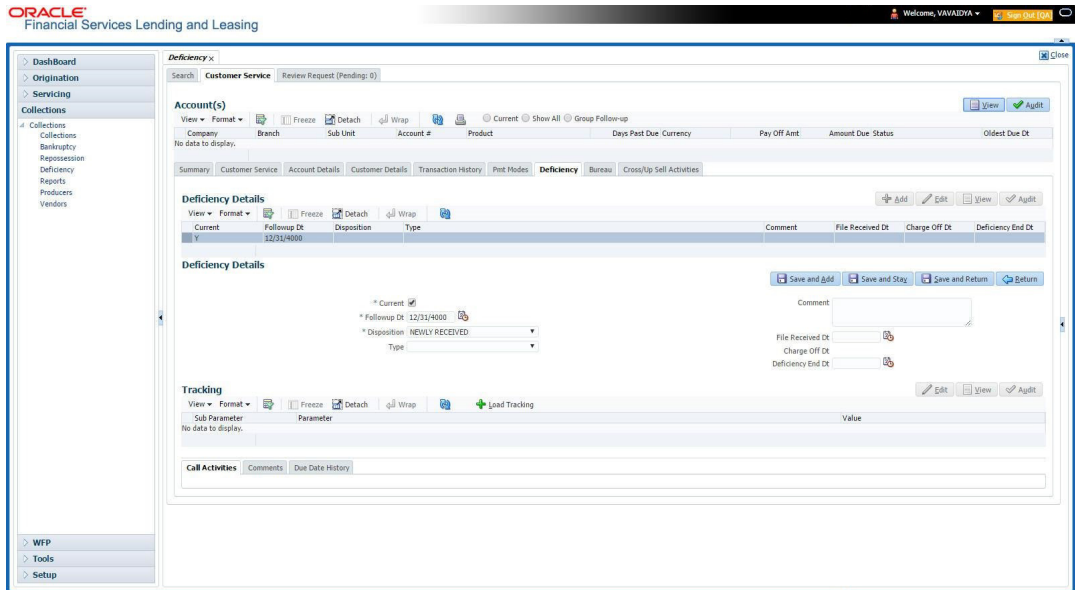 ORACLE
Financial Services Lending and Leasing
Welcome, VAVAIDYA
Sign Out (QA)
DashBoard
Origination
Servicing
Collections
Collections
Collections
Bankruptcy
Repossession
Deficiency
Reports
Producers
Vendors
WFP
Tools
Setup
Deficiency x
Close
Search Customer Service Review Request (Pending: 0)
Account(s)
View Audit
View Format Freeze Detach Wrap Current Show All Group Follow-up
Company Branch Sub Unit Account # Product Days Past Due Currency Pay Off Amt Amount Due Status Oldest Due Dt
No data to display.
Summary Customer Service Account Details Customer Details Transaction History Pmt Modes Deficiency Bureau Cross/Up Sell Activities
Deficiency Details
Add Edit View Audit
View Format Freeze Detach Wrap
Current Followup Dt Disposition Type Comment File Received Dt Charge Off Dt Deficiency End Dt
Y 12/31/4000
Deficiency Details
Save and Add Save and Stay Save and Return Return
* Current
* Followup Dt 12/31/4000
* Disposition NEWLY RECEIVED
Type
Comment
File Received Dt
Charge Off Dt
Deficiency End Dt
Tracking
Edit View Audit
View Format Freeze Detach Wrap Load Tracking
Sub Parameter Parameter Value
No data to display.
Call Activities Comments Due Date History